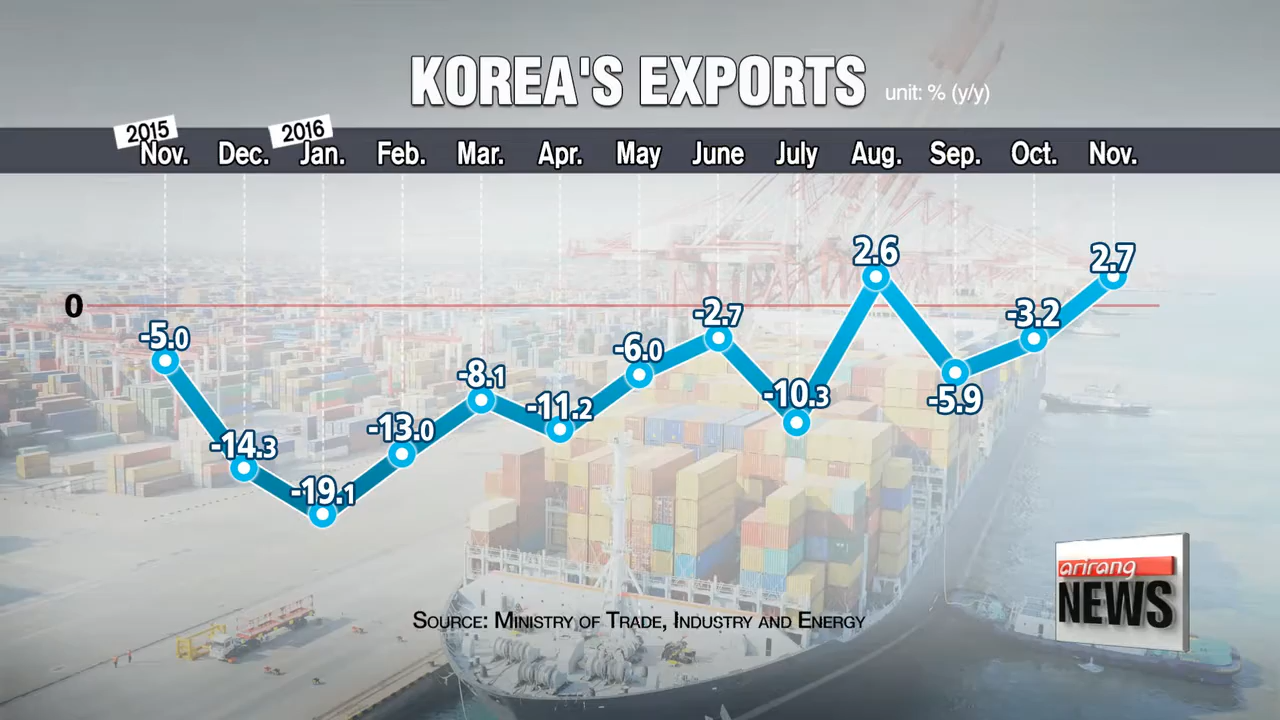 KOREA'S EXPORTS unit: % (y/y)
2015 2016
Nov. Dec. Jan. Feb. Mar. Apr. May June July Aug. Sep. Oct. Nov.
0
-5.0 -14.3 -19.1 -13.0 -8.1 -11.2 -6.0 -2.7 -10.3 2.6 -5.9 -3.2 2.7
arirang
NEWS
SOURCE: MINISTRY OF TRADE, INDUSTRY AND ENERGY